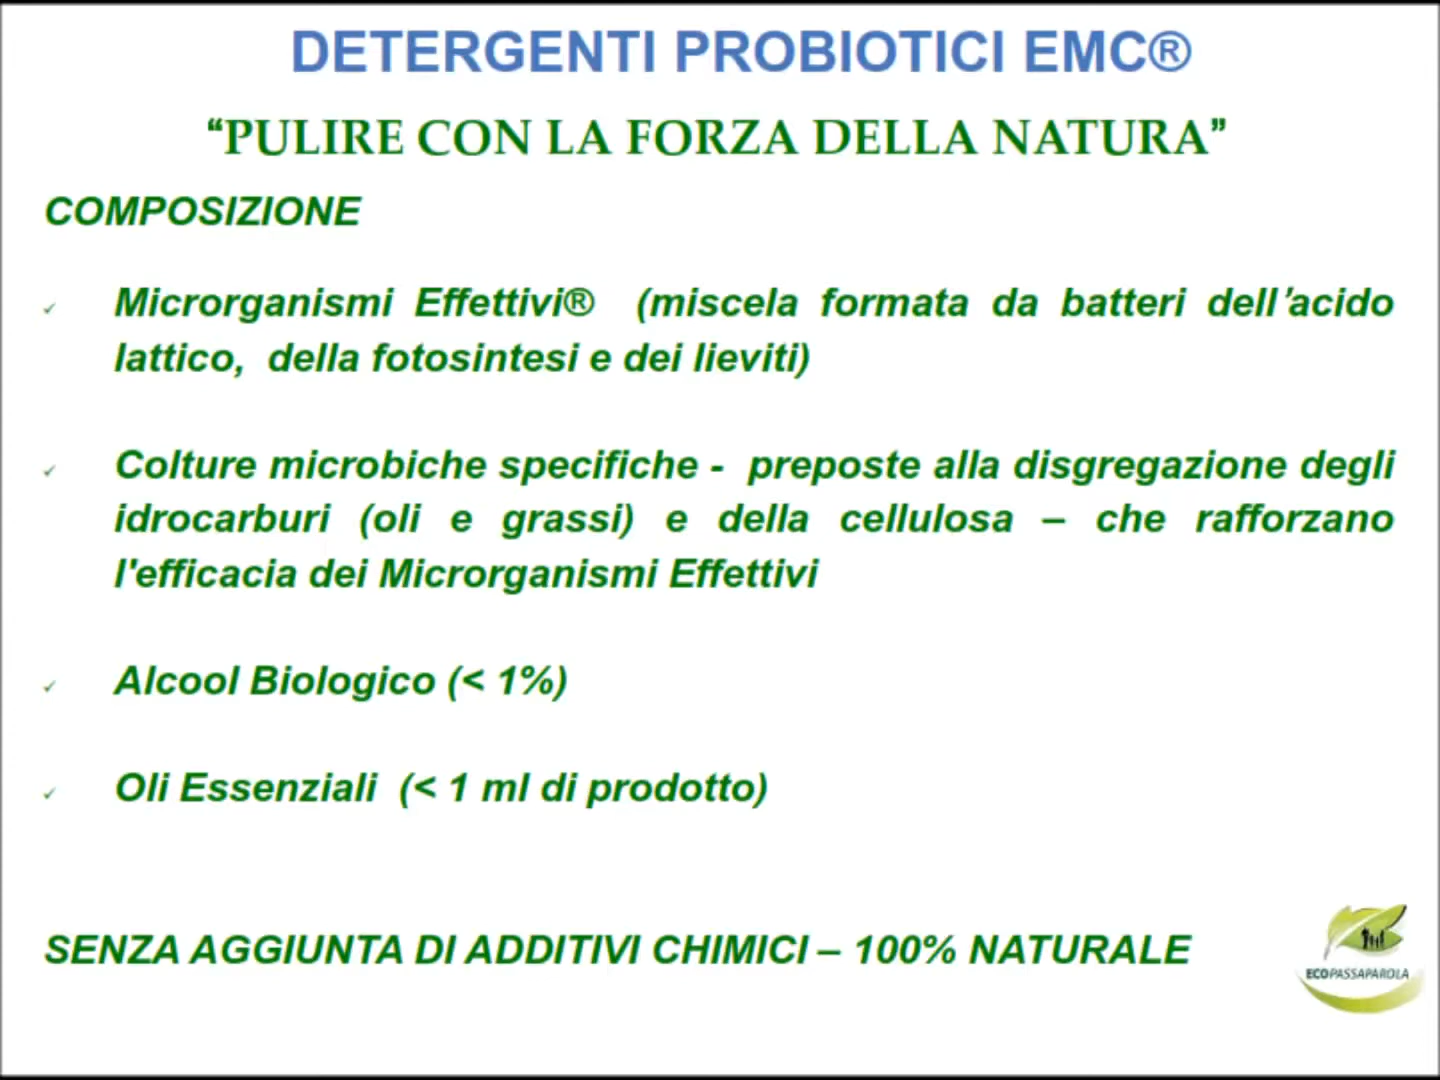 DETERGENTI PROBIOTICI EMC®
“PULIRE CON LA FORZA DELLA NATURA”
COMPOSIZIONE
✓ Microrganismi Effettivi® (miscela formata da batteri dell’acido
lattico, della fotosintesi e dei lieviti)
✓ Colture microbiche specifiche - preposte alla disgregazione degli
idrocarburi (oli e grassi) e della cellulosa – che rafforzano
l'efficacia dei Microrganismi Effettivi
✓ Alcool Biologico (< 1%)
✓ Oli Essenziali (< 1 ml di prodotto)
SENZA AGGIUNTA DI ADDITIVI CHIMICI – 100% NATURALE
ECOPASSAPAROLA